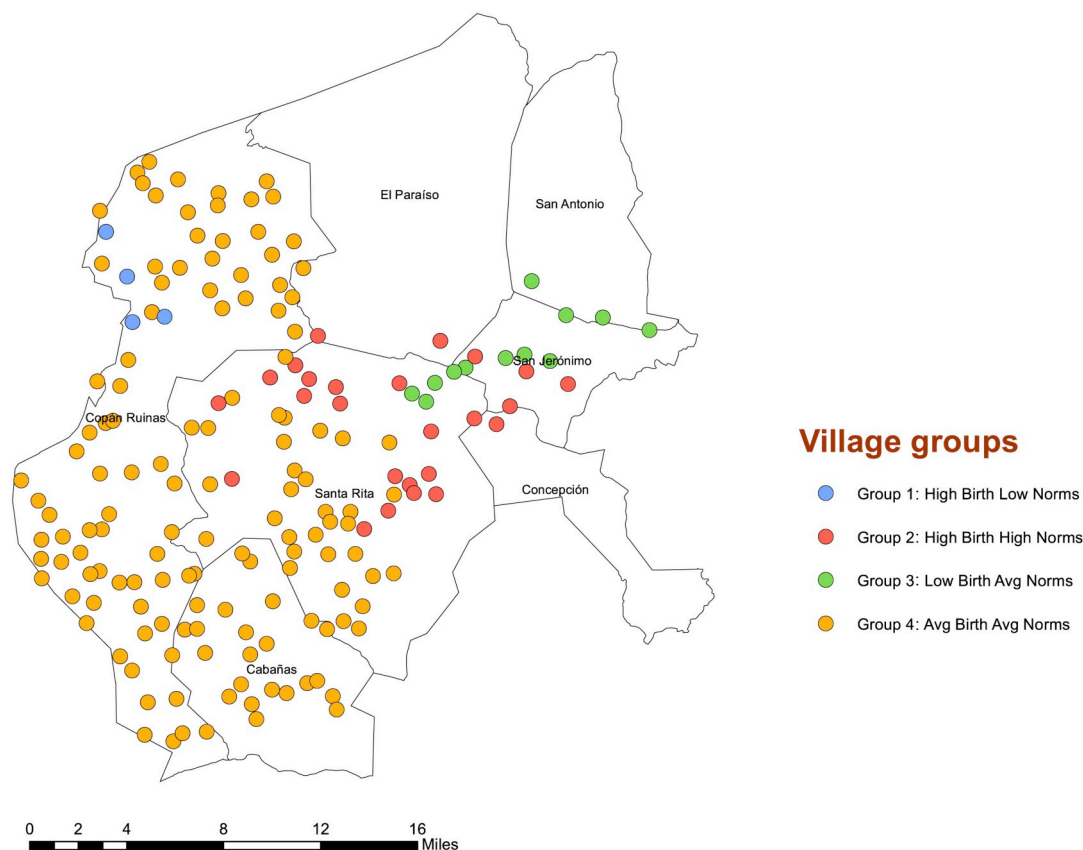 El Paraíso
San Antonio
San Jerónimo
Copán Ruinas
Santa Rita
Concepción
Cabañas
Village groups
Group 1: High Birth Low Norms
Group 2: High Birth High Norms
Group 3: Low Birth Avg Norms
Group 4: Avg Birth Avg Norms
0 2 4 8 12 16
Miles